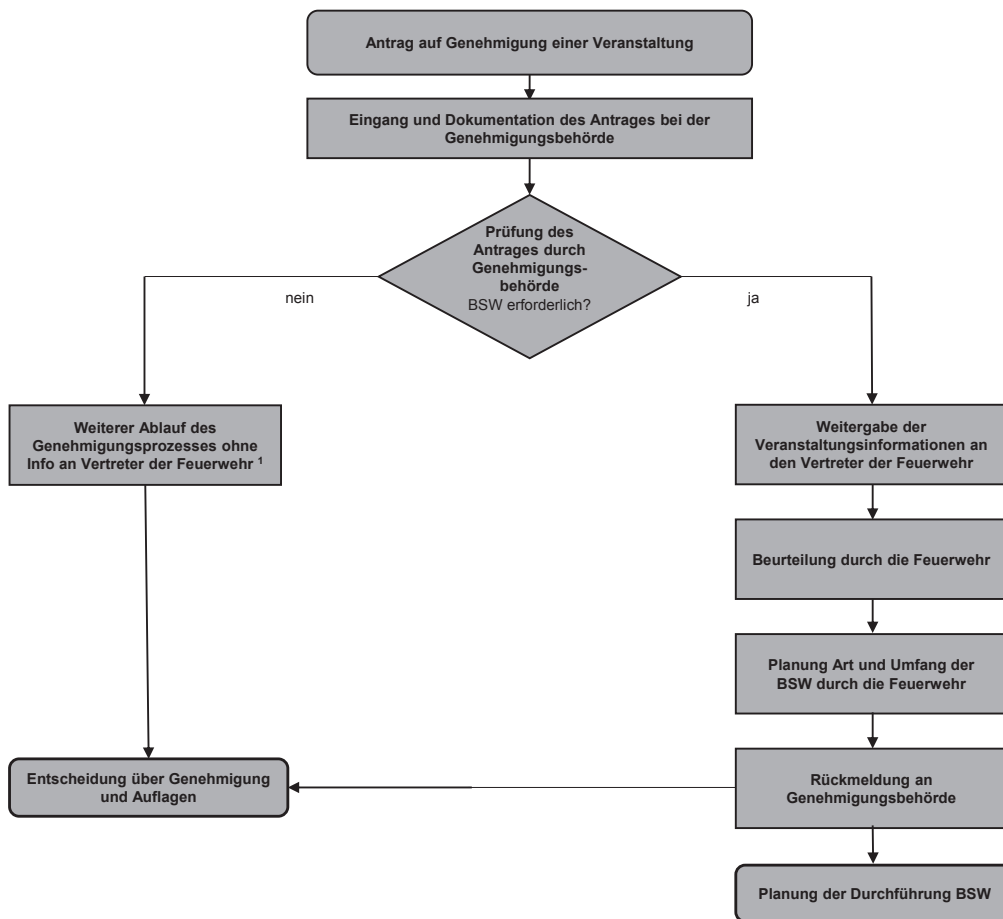 Antrag auf Genehmigung einer Veranstaltung
Eingang und Dokumentation des Antrages bei der
Genehmigungsbehörde
Prüfung des
Antrages durch
Genehmigungs-
behörde
BSW erforderlich?
nein
ja
Weiterer Ablauf des
Genehmigungsprozesses ohne
Info an Vertreter der Feuerwehr ¹
Weitergabe der
Veranstaltungsinformationen an
den Vertreter der Feuerwehr
Beurteilung durch die Feuerwehr
Planung Art und Umfang der
BSW durch die Feuerwehr
Entscheidung über Genehmigung
und Auflagen
Rückmeldung an
Genehmigungsbehörde
Planung der Durchführung BSW